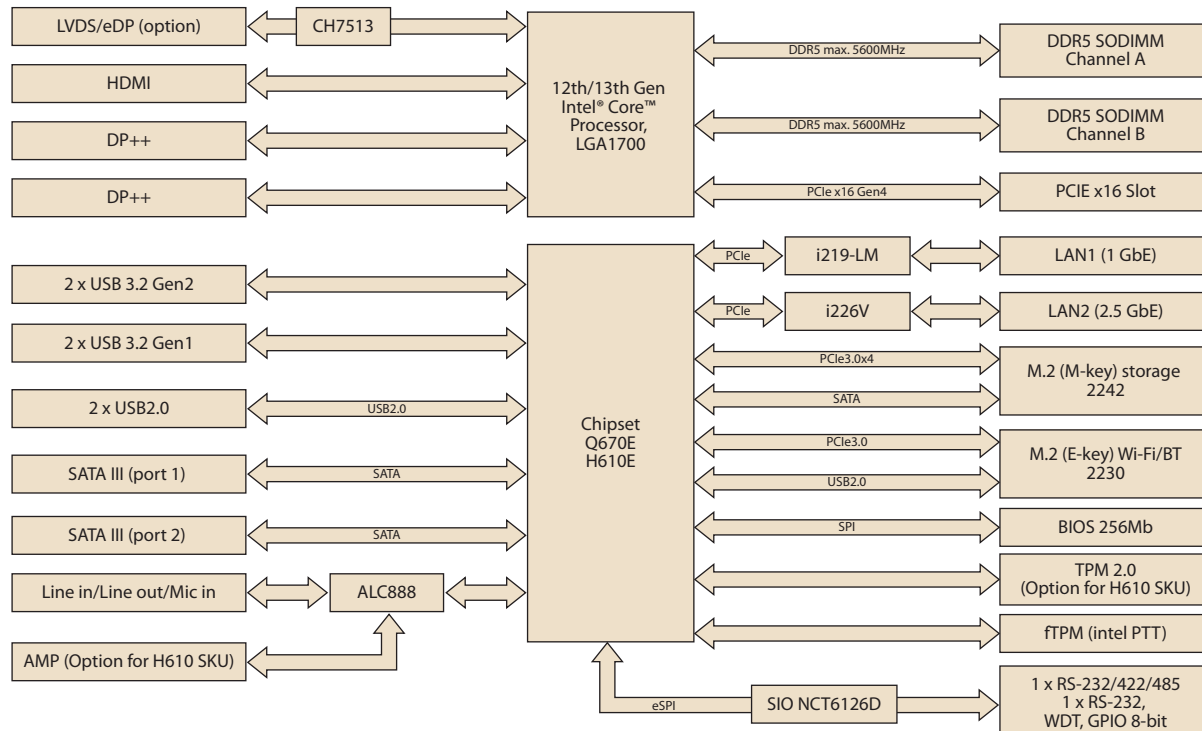 LVDS/eDP (option)
CH7513
HDMI
DP++
DP++
12th/13th Gen
Intel® Core™
Processor,
LGA1700
DDR5 max. 5600MHz
DDR5 SODIMM
Channel A
DDR5 max. 5600MHz
DDR5 SODIMM
Channel B
PCIe x16 Gen4
PCIE x16 Slot
2 x USB 3.2 Gen2
2 x USB 3.2 Gen1
2 x USB2.0
USB2.0
SATA III (port 1)
SATA
SATA III (port 2)
SATA
Line in/Line out/Mic in
ALC888
AMP (Option for H610 SKU)
Chipset
Q670E
H610E
PCIe
i219-LM
LAN1 (1 GbE)
PCIe
i226V
LAN2 (2.5 GbE)
PCIe3.0x4
SATA
M.2 (M-key) storage
2242
PCIe3.0
USB2.0
M.2 (E-key) Wi-Fi/BT
2230
SPI
BIOS 256Mb
TPM 2.0
(Option for H610 SKU)
fTPM (intel PTT)
eSPI
SIO NCT6126D
1 x RS-232/422/485
1 x RS-232,
WDT, GPIO 8-bit